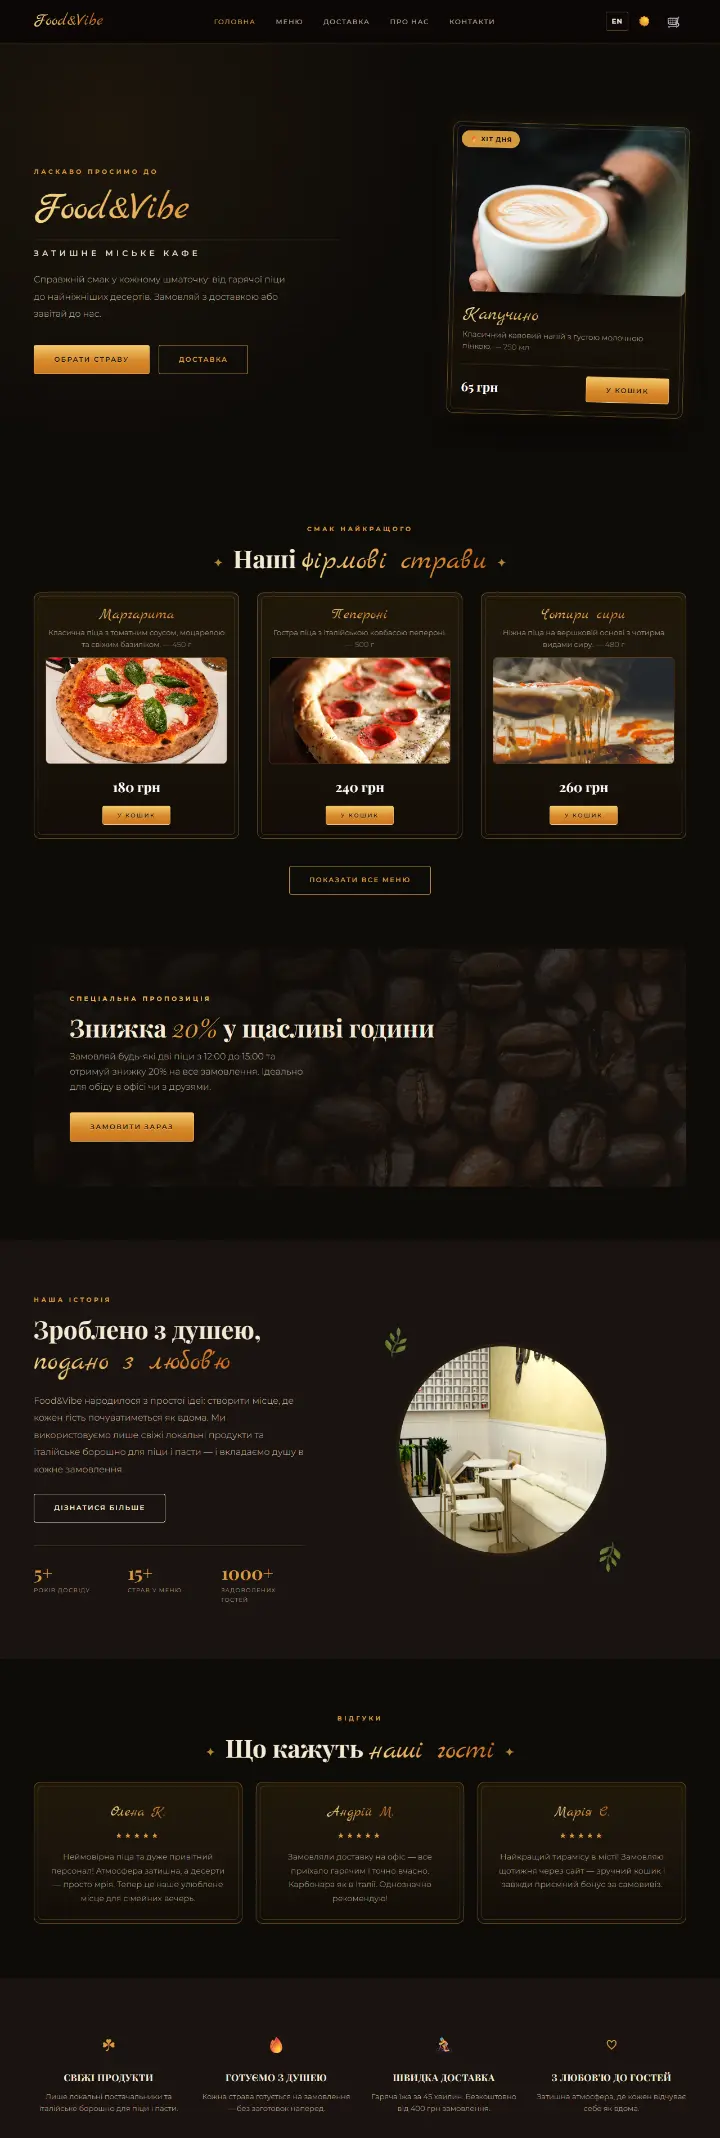 Food&Vibe
ГОЛОВНА МЕНЮ ДОСТАВКА ПРО НАС КОНТАКТИ
EN
ЛАСКАВО ПРОСИМО ДО
Food&Vibe
ЗАТИШНЕ МІСЬКЕ КАФЕ
Справжній смак у кожному шматочку: від гарячої піци
до найніжніших десертів. Замовляй з доставкою або
завітай до нас.
ОБРАТИ СТРАВУ
ДОСТАВКА
ХІТ ДНЯ
Капучино
Класичний кавовий напій з густою молочною
пінкою. — 250 мл
65 грн
У КОШИК
СМАК НАЙКРАЩОГО
Наші фірмові страви
Маргарита
Класична піца з томатним соусом, моцарелою
та свіжим базиліком. — 450 г
180 грн
У КОШИК
Пепероні
Гостра піца з італійською ковбасою пепероні.
— 500 г
240 грн
У КОШИК
Чотири сири
Ніжна піца на вершковій основі з чотирма
видами сиру. — 480 г
260 грн
У КОШИК
ПОКАЗАТИ ВСЕ МЕНЮ
СПЕЦІАЛЬНА ПРОПОЗИЦІЯ
Знижка 20% у щасливі години
Замовляй будь-які дві піци з 12:00 до 15:00 та
отримуй знижку 20% на все замовлення. Ідеально
для обіду в офісі чи з друзями.
ЗАМОВИТИ ЗАРАЗ
НАША ІСТОРІЯ
Зроблено з душею,
подано з любов'ю
Food&Vibe народилося з простої ідеї: створити місце, де
кожен гість почуватиметься як вдома. Ми
використовуємо лише свіжі локальні продукти та
італійське борошно для піци і пасти — і вкладаємо душу в
кожне замовлення.
ДІЗНАТИСЯ БІЛЬШЕ
5+
РОКІВ ДОСВІДУ
15+
СТРАВ У МЕНЮ
1000+
ЗАДОВОЛЕНИХ
ГОСТЕЙ
ВІДГУКИ
Що кажуть наші гості
Олена К.
★★★★★
Неймовірна піца та дуже привітний
персонал! Атмосфера затишна, а десерти
— просто мрія. Тепер це наше улюблене
місце для сімейних вечерь.
Андрій М.
★★★★★
Замовляли доставку на офіс — все
приїхало гарячим і точно вчасно.
Карбонара як в Італії. Однозначно
рекомендую!
Марія С.
★★★★★
Найкращий тирамісу в місті! Замовляю
щотижня через сайт — зручний кошик і
завжди приємний бонус за самовивіз.
СВІЖІ ПРОДУКТИ
Лише локальні постачальники та
італійське борошно для піци і пасти.
ГОТУЄМО З ДУШЕЮ
Кожна страва готується на замовлення
— без заготовок наперед.
ШВИДКА ДОСТАВКА
Гаряча їжа за 45 хвилин. Безкоштовно
від 400 грн замовлення.
З ЛЮБОВ'Ю ДО ГОСТЕЙ
Затишна атмосфера, де кожен відчуває
себе як вдома.